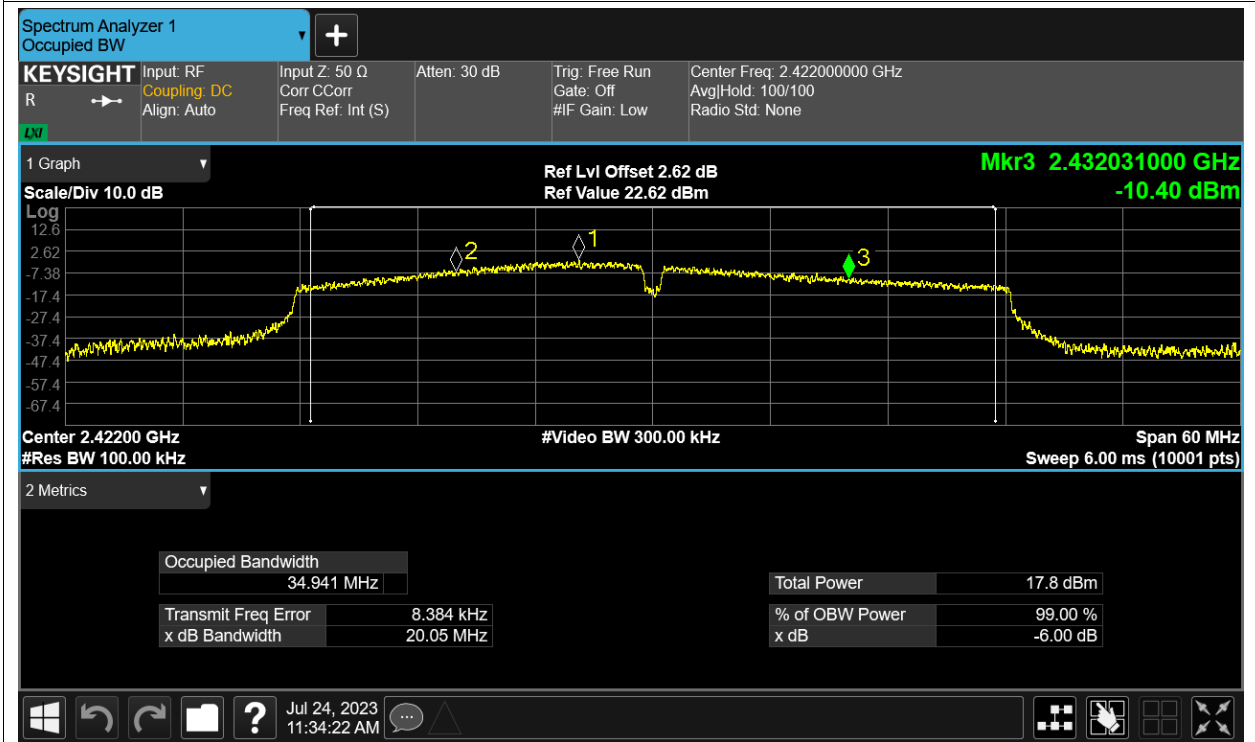 Spectrum Analyzer 1
Occupied BW
KEYSIGHT
R
LXI
Input: RF
Coupling: DC
Align: Auto
Input Z: 50 Ω
Corr CCorr
Freq Ref: Int (S)
Atten: 30 dB
Trig: Free Run
Gate: Off
#IF Gain: Low
Center Freq: 2.422000000 GHz
Avg|Hold: 100/100
Radio Std: None
1 Graph
Scale/Div 10.0 dB
Ref Lvl Offset 2.62 dB
Ref Value 22.62 dBm
Mkr3 2.432031000 GHz
-10.40 dBm
Log
12.6
2.62
-7.38
-17.4
-27.4
-37.4
-47.4
-57.4
-67.4
2
1
3
Center 2.42200 GHz
#Video BW 300.00 kHz
Span 60 MHz
#Res BW 100.00 kHz
Sweep 6.00 ms (10001 pts)
2 Metrics
Occupied Bandwidth
34.941 MHz
Total Power 17.8 dBm
Transmit Freq Error 8.384 kHz
% of OBW Power 99.00 %
x dB Bandwidth 20.05 MHz
x dB -6.00 dB
?
Jul 24, 2023
11:34:22 AM